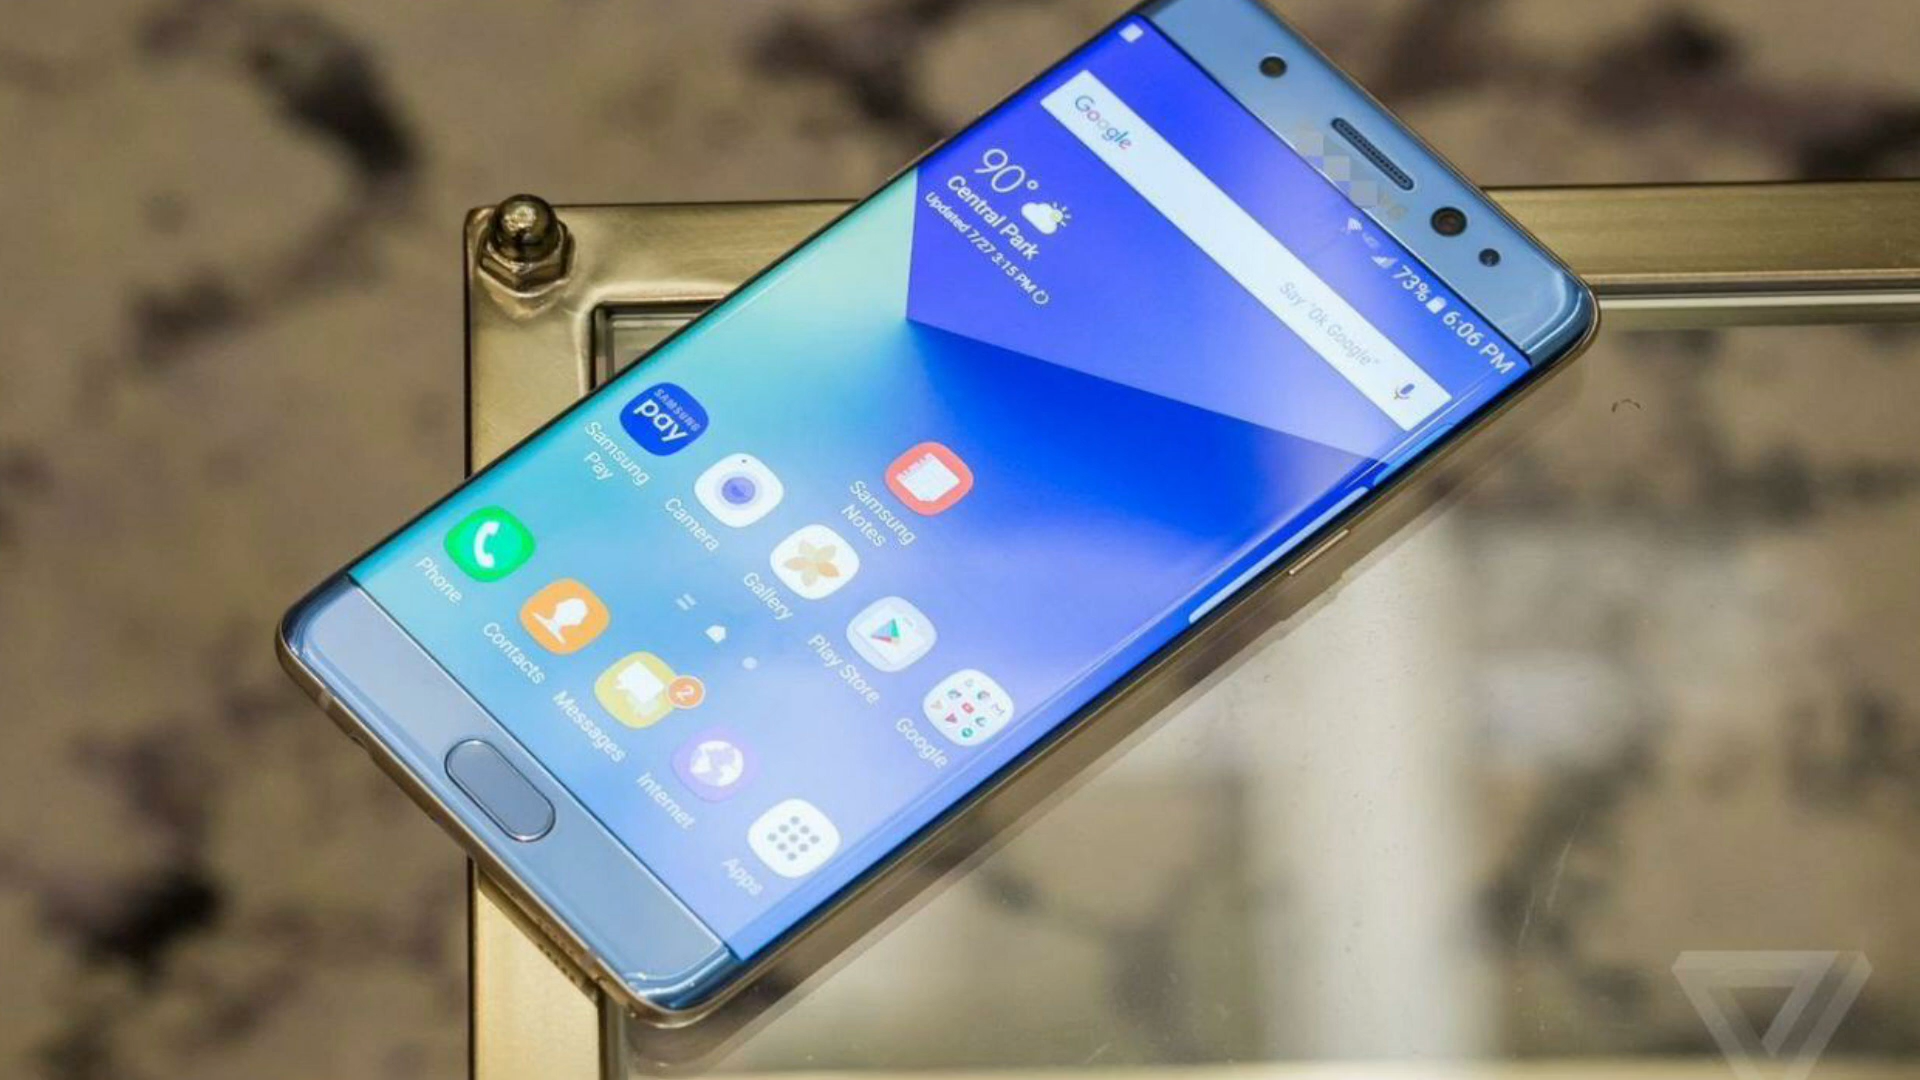 Google
Say "Ok Google"
73%
6:06 PM
90°
Central Park
Updated 7/27 3:15 PM
SAMSUNG
pay
Samsung
Pay
Camera
Samsung
Notes
Gallery
Play Store
Google
Phone
Contacts
2
Messages
Internet
Apps